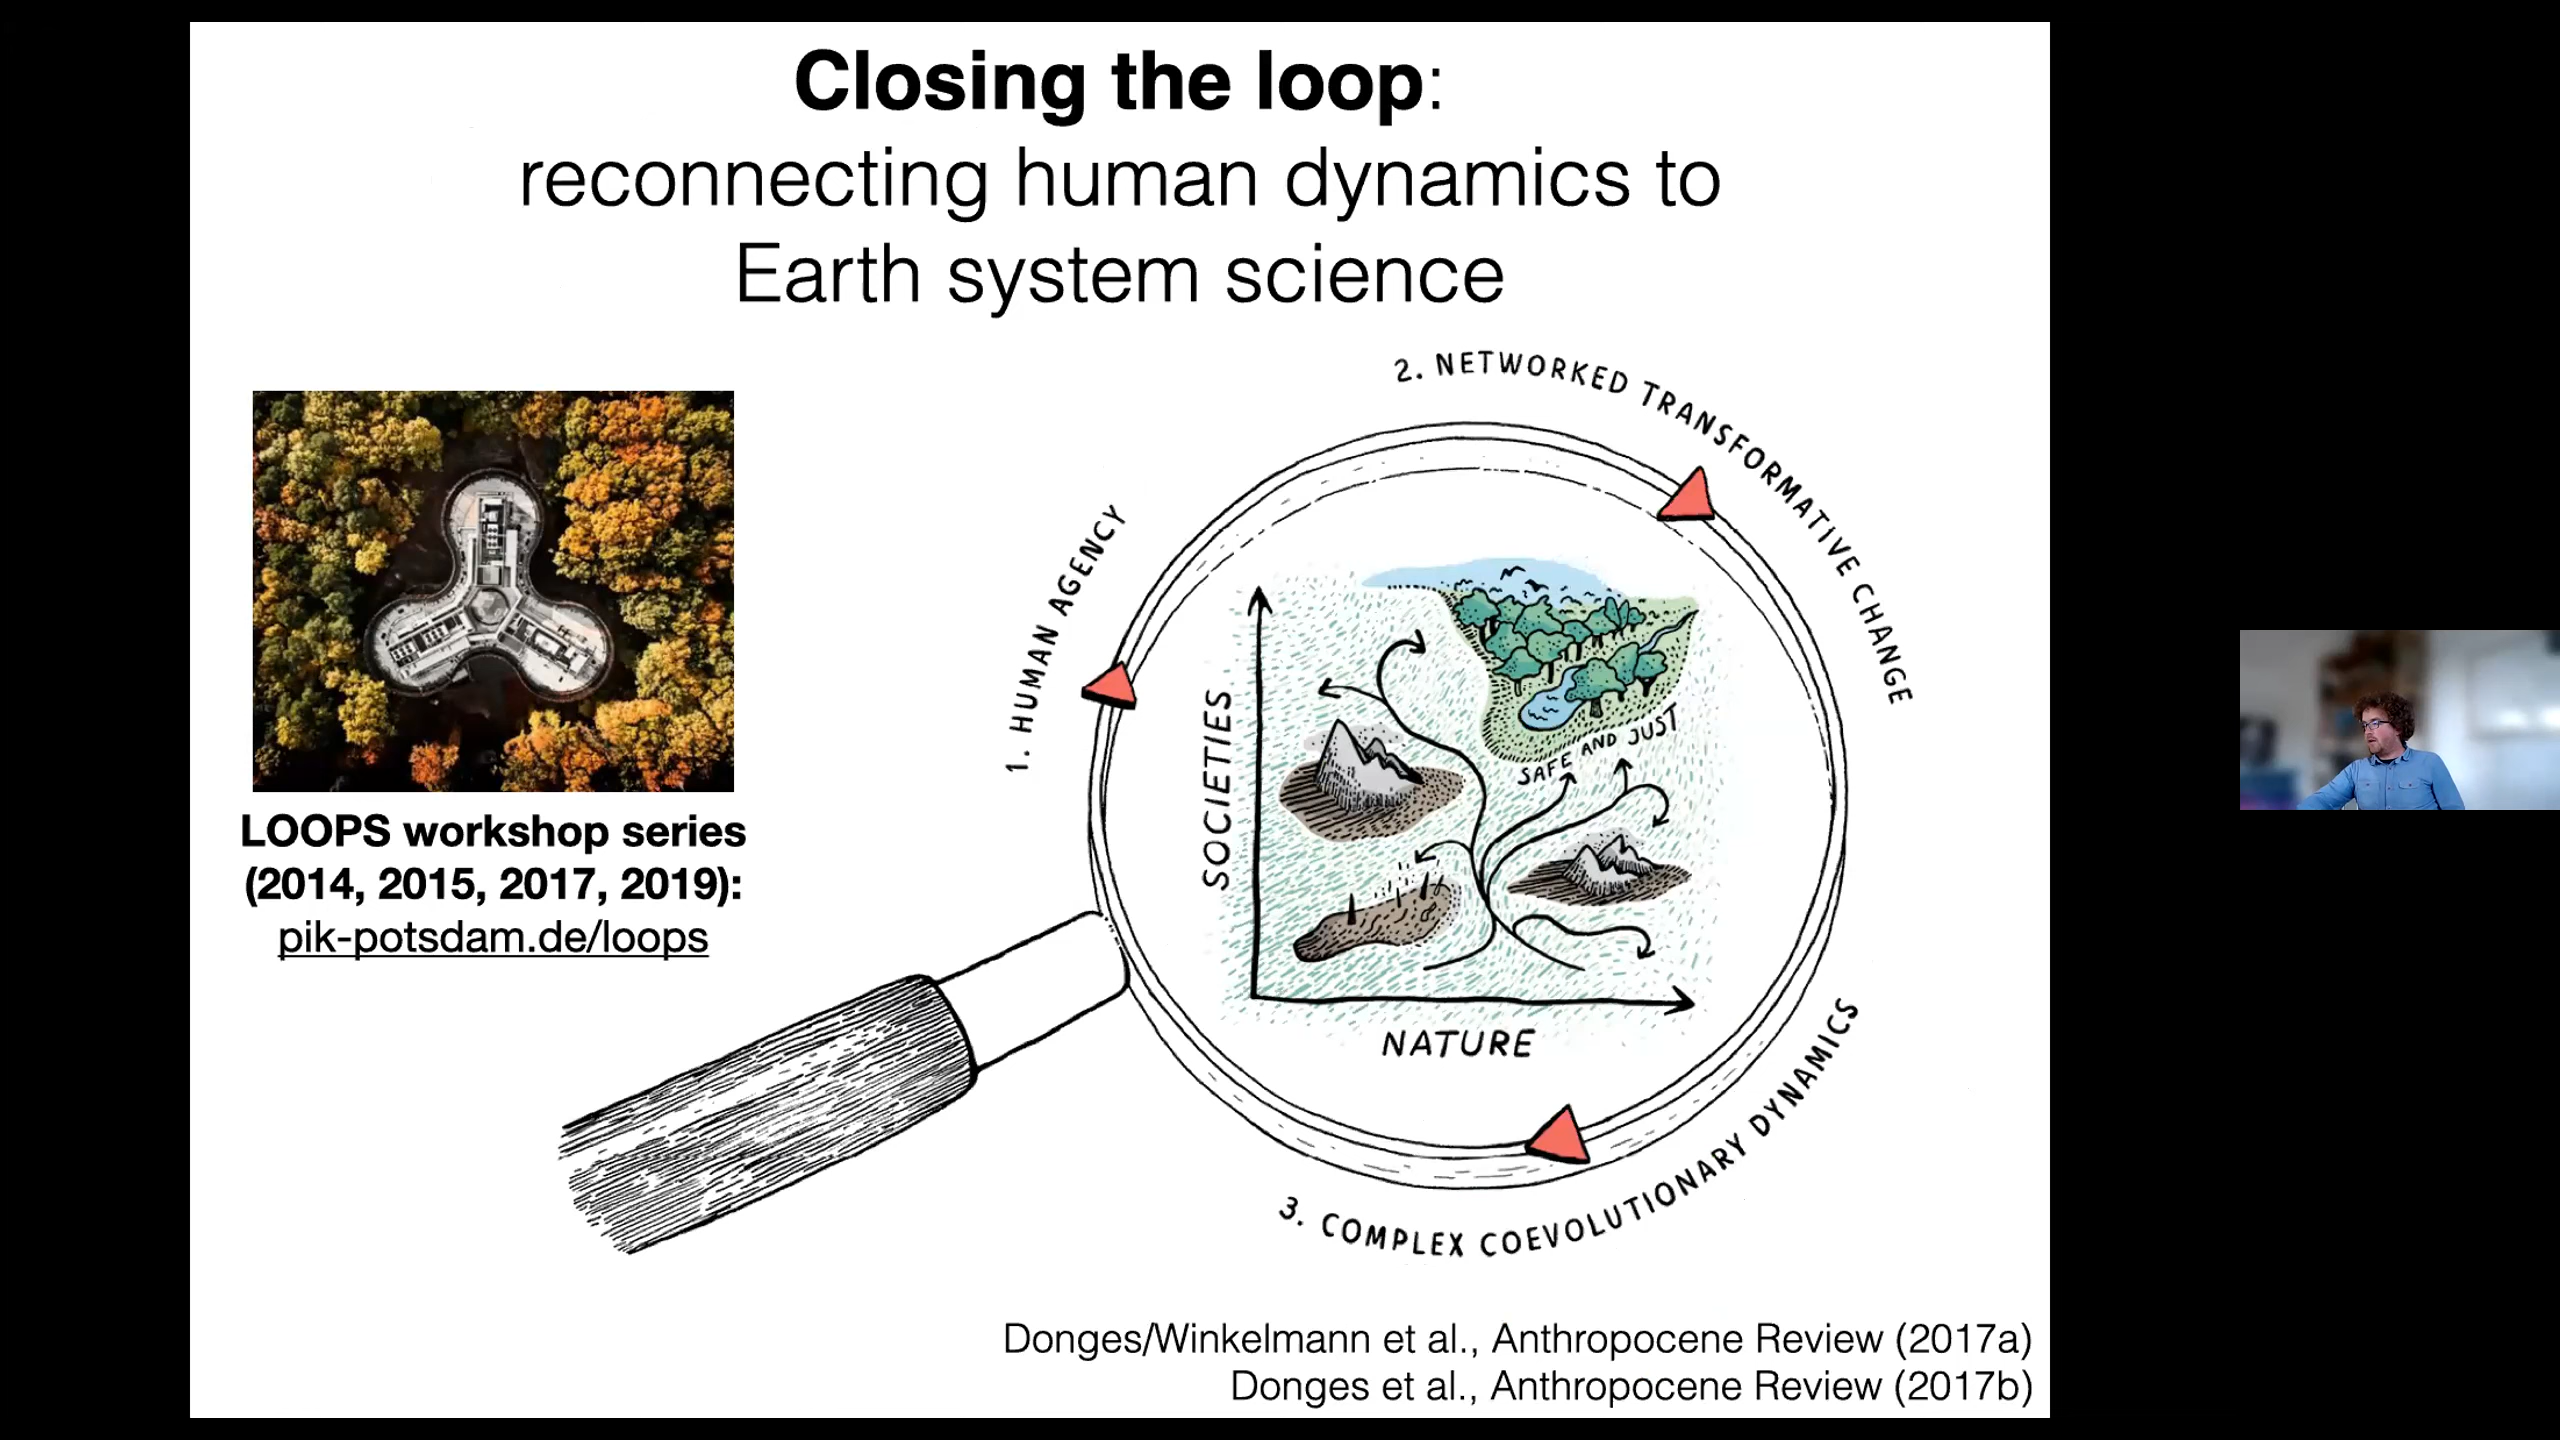 Closing the loop:
reconnecting human dynamics to
Earth system science
LOOPS workshop series
(2014, 2015, 2017, 2019):
pik-potsdam.de/loops
1. HUMAN AGENCY
2. NETWORKED TRANSFORMATIVE CHANGE
SOCIETIES
SAFE AND JUST
NATURE
3. COMPLEX COEVOLUTIONARY DYNAMICS
Donges/Winkelmann et al., Anthropocene Review (2017a)
Donges et al., Anthropocene Review (2017b)